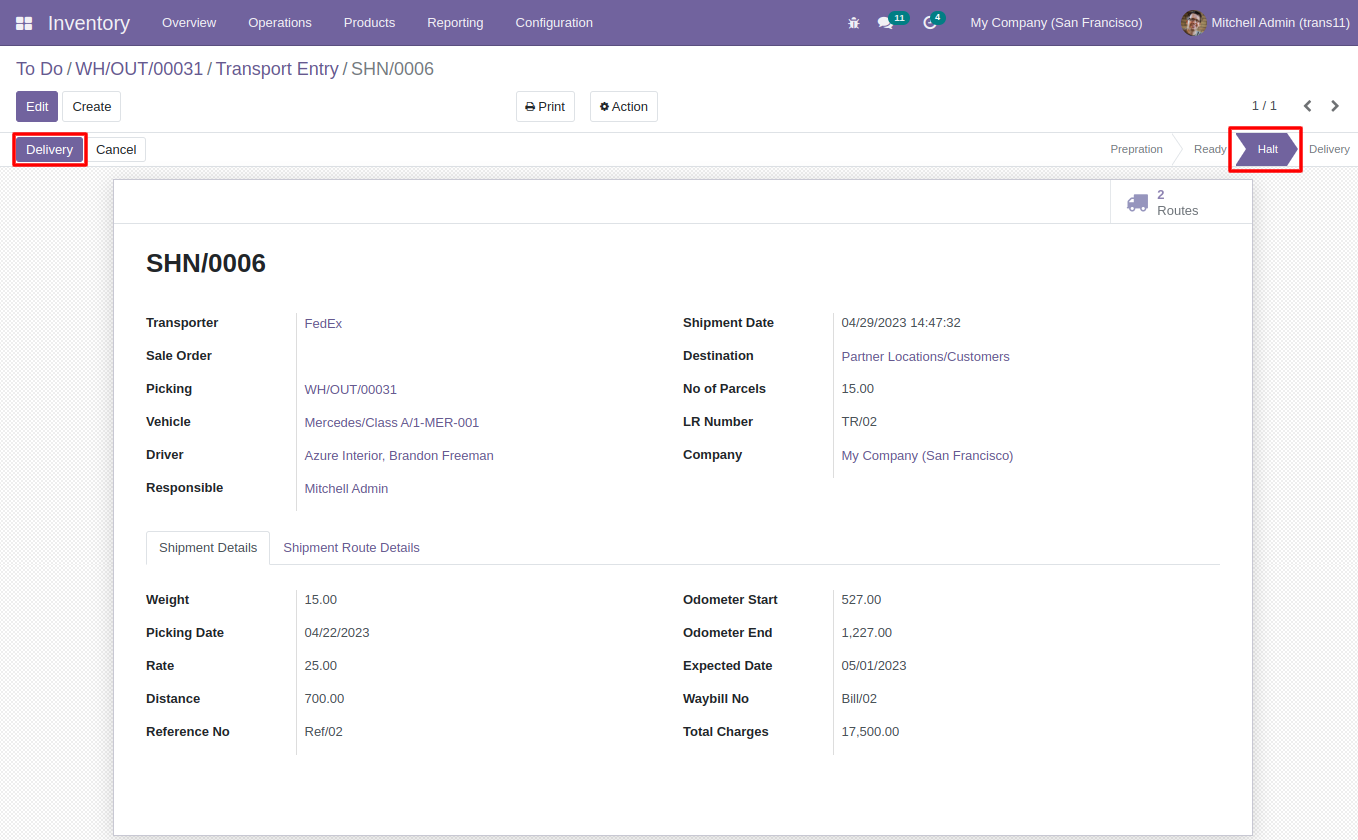 Inventory Overview Operations Products Reporting Configuration 11 4 My Company (San Francisco) Mitchell Admin (trans11)
To Do / WH/OUT/00031 / Transport Entry / SHN/0006
Edit Create Print Action 1 / 1
Delivery Cancel Prepration Ready Halt Delivery
2
Routes
SHN/0006
Transporter FedEx Shipment Date 04/29/2023 14:47:32
Sale Order Destination Partner Locations/Customers
Picking WH/OUT/00031 No of Parcels 15.00
Vehicle Mercedes/Class A/1-MER-001 LR Number TR/02
Driver Azure Interior, Brandon Freeman Company My Company (San Francisco)
Responsible Mitchell Admin
Shipment Details Shipment Route Details
Weight 15.00 Odometer Start 527.00
Picking Date 04/22/2023 Odometer End 1,227.00
Rate 25.00 Expected Date 05/01/2023
Distance 700.00 Waybill No Bill/02
Reference No Ref/02 Total Charges 17,500.00